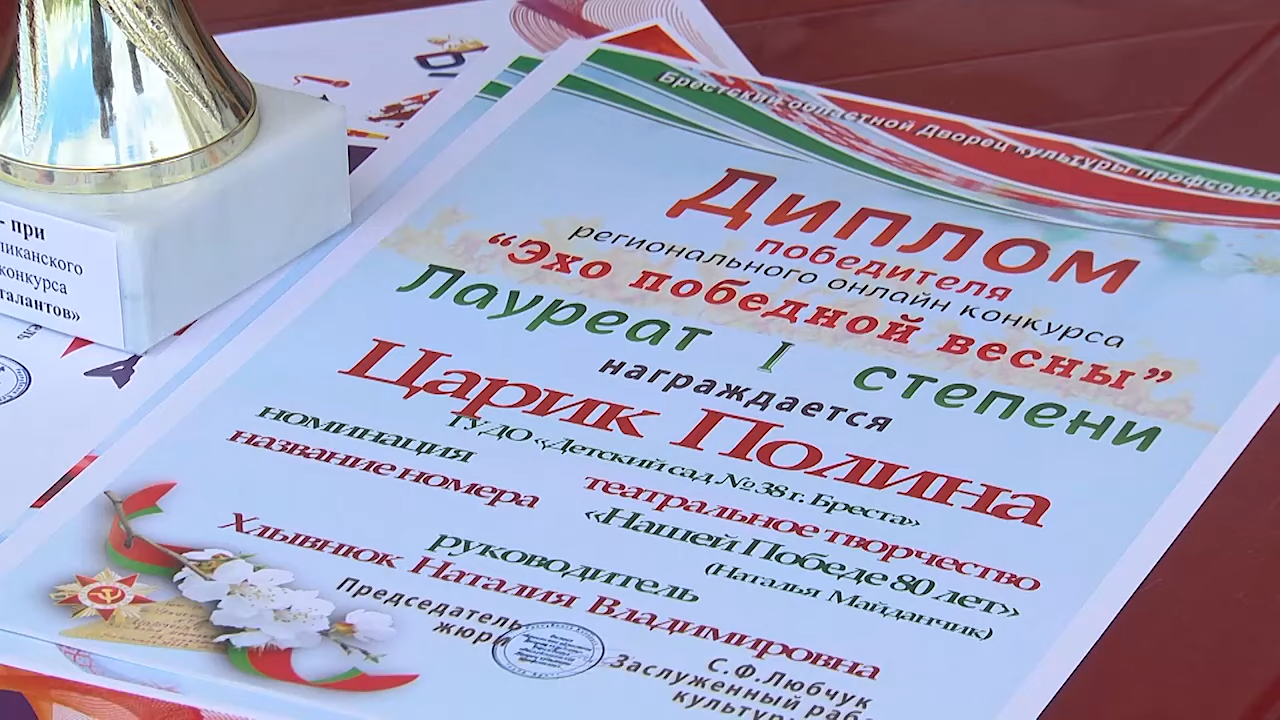 Брестский областной Дворец культуры профсоюзо
Диплом
победителя
регионального онлайн конкурса
“Эхо победной весны”
Лауреат I степени
награждается
Царик Полина
ГУДО «Детский сад № 38 г. Бреста»
номинация театральное творчество
название номера «Нашей Победе 80 лет»
(Наталья Майданчик)
руководитель
Хлывнюк Наталия Владимировна
Председатель
жюри
С.Ф.Любчук
Заслуженный раб
культур
- при
ликанского
конкурса
талантов»